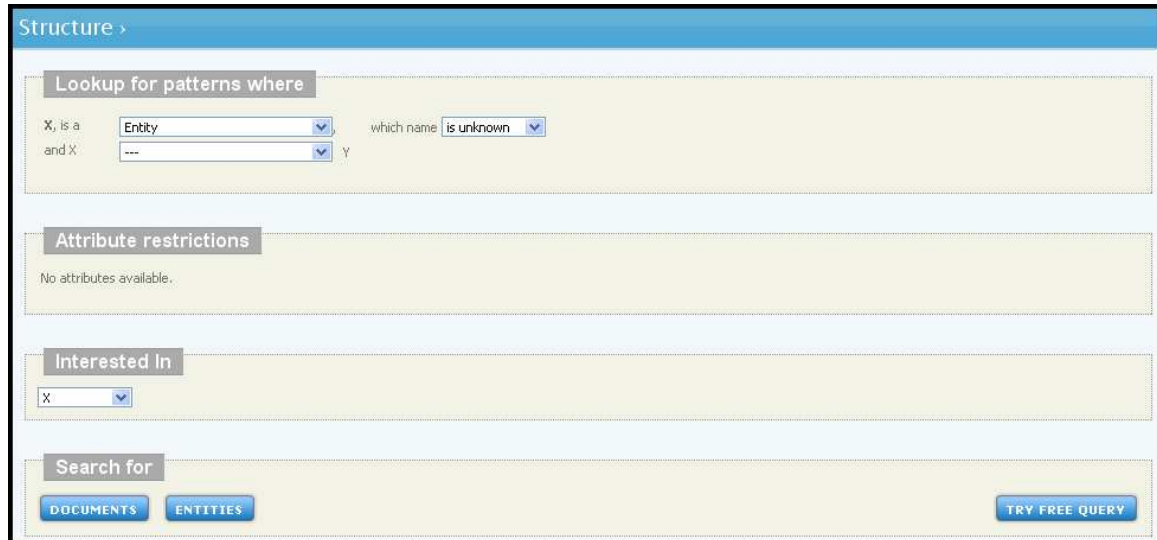 Structure ›
Lookup for patterns where
X, is a Entity , which name is unknown
and X --- Y
Attribute restrictions
No attributes available.
Interested In
X
Search for
DOCUMENTS ENTITIES TRY FREE QUERY